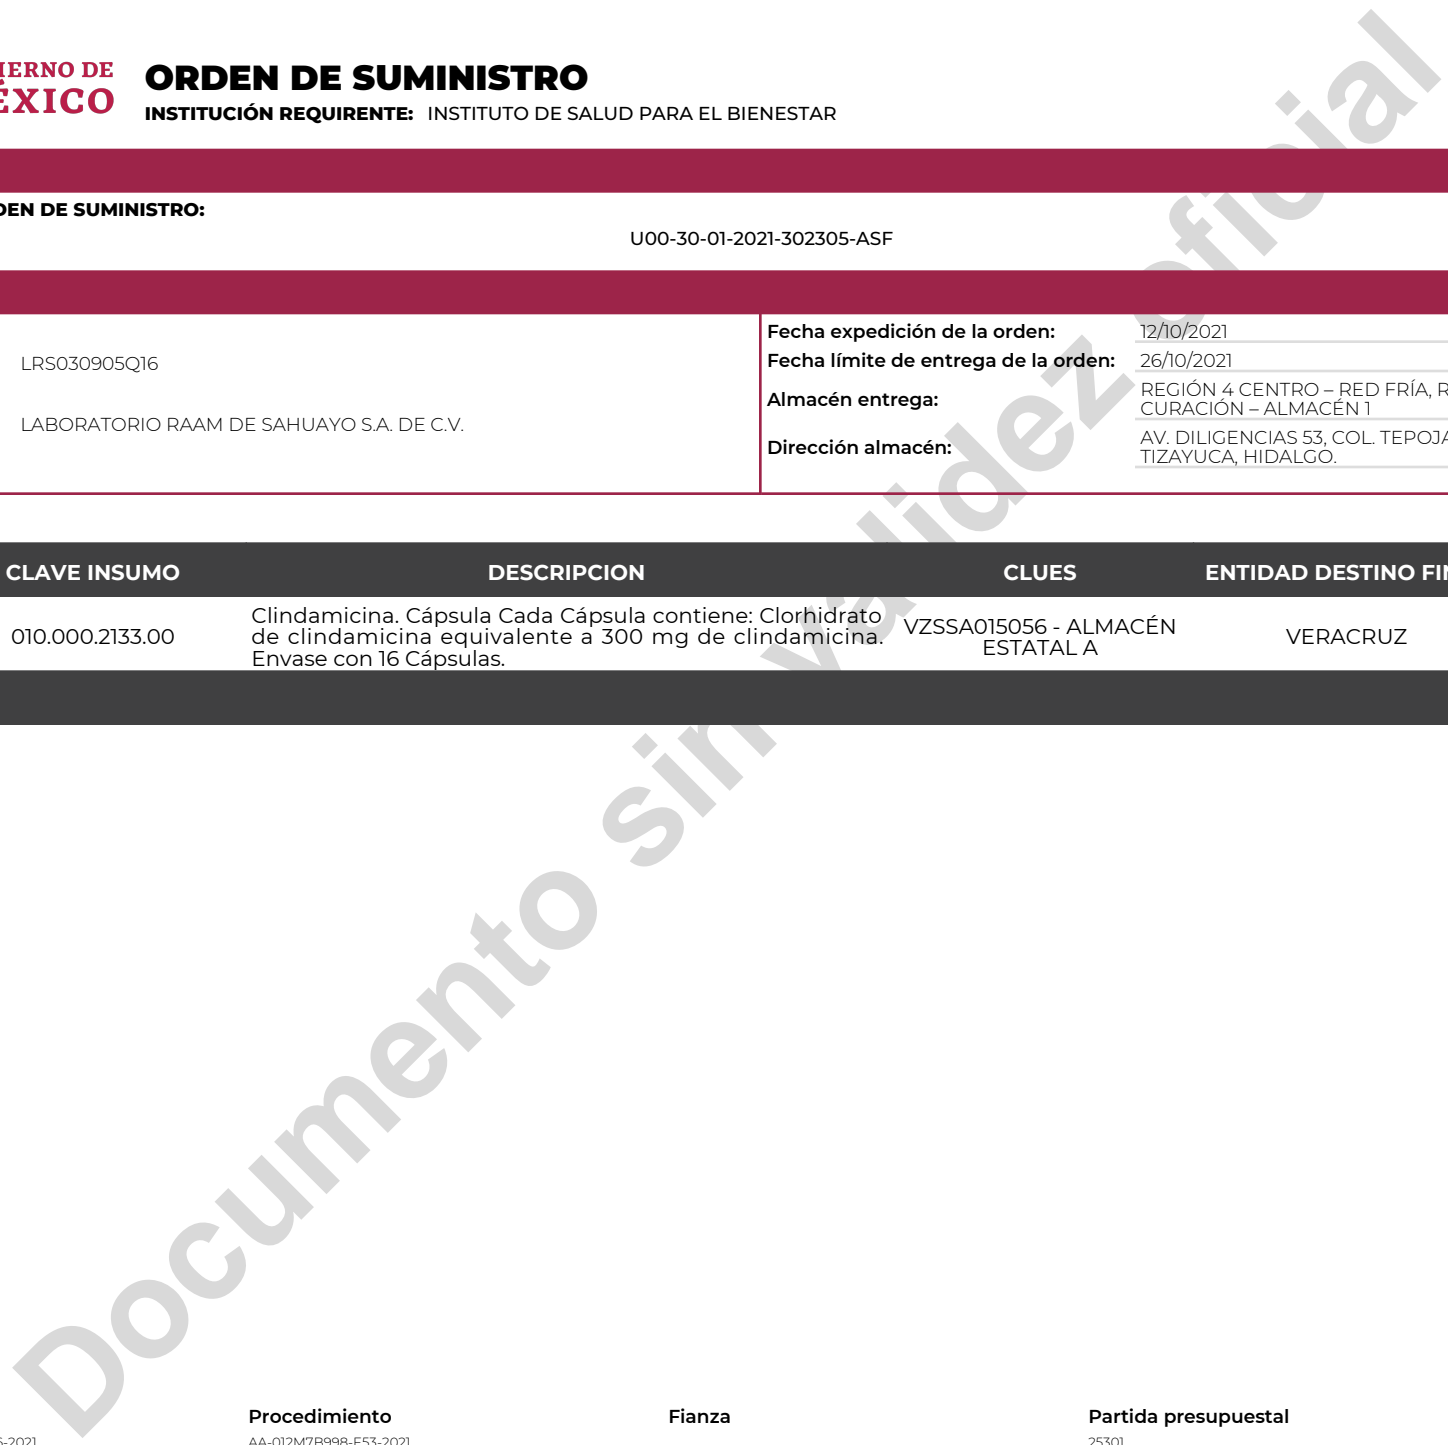 IERNO DE
ÉXICO
ORDEN DE SUMINISTRO
INSTITUCIÓN REQUIRENTE: INSTITUTO DE SALUD PARA EL BIENESTAR
DEN DE SUMINISTRO:
U00-30-01-2021-302305-ASF
LRS030905Q16
LABORATORIO RAAM DE SAHUAYO S.A. DE C.V.
Fecha expedición de la orden: 12/10/2021
Fecha límite de entrega de la orden: 26/10/2021
Almacén entrega: REGIÓN 4 CENTRO – RED FRÍA, R
CURACIÓN – ALMACÉN 1
Dirección almacén: AV. DILIGENCIAS 53, COL. TEPOJA
TIZAYUCA, HIDALGO.
CLAVE INSUMO DESCRIPCION CLUES ENTIDAD DESTINO FIN
010.000.2133.00
Clindamicina. Cápsula Cada Cápsula contiene: Clorhidrato
de clindamicina equivalente a 300 mg de clindamicina.
Envase con 16 Cápsulas.
VZSSA015056 - ALMACÉN
ESTATAL A
VERACRUZ
Documento sin validez oficial
Procedimiento Fianza Partida presupuestal
-2021 AA-012M7B998-E53-2021 25301